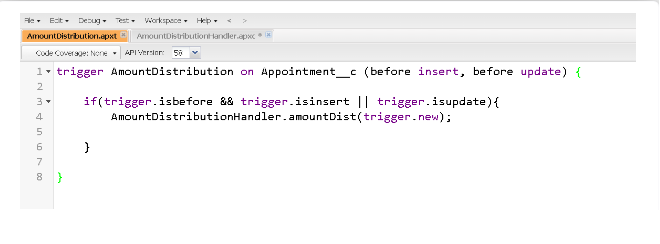 File ▾ Edit ▾ Debug ▾ Test ▾ Workspace ▾ Help ▾ < >
AmountDistribution.apxt AmountDistributionHandler.apxc
Code Coverage: None ▾ API Version: 58
1 trigger AmountDistribution on Appointment__c (before insert, before update) {
2
3 if(trigger.isbefore && trigger.isinsert || trigger.isupdate){
4 AmountDistributionHandler.amountDist(trigger.new);
5
6 }
7
8 }